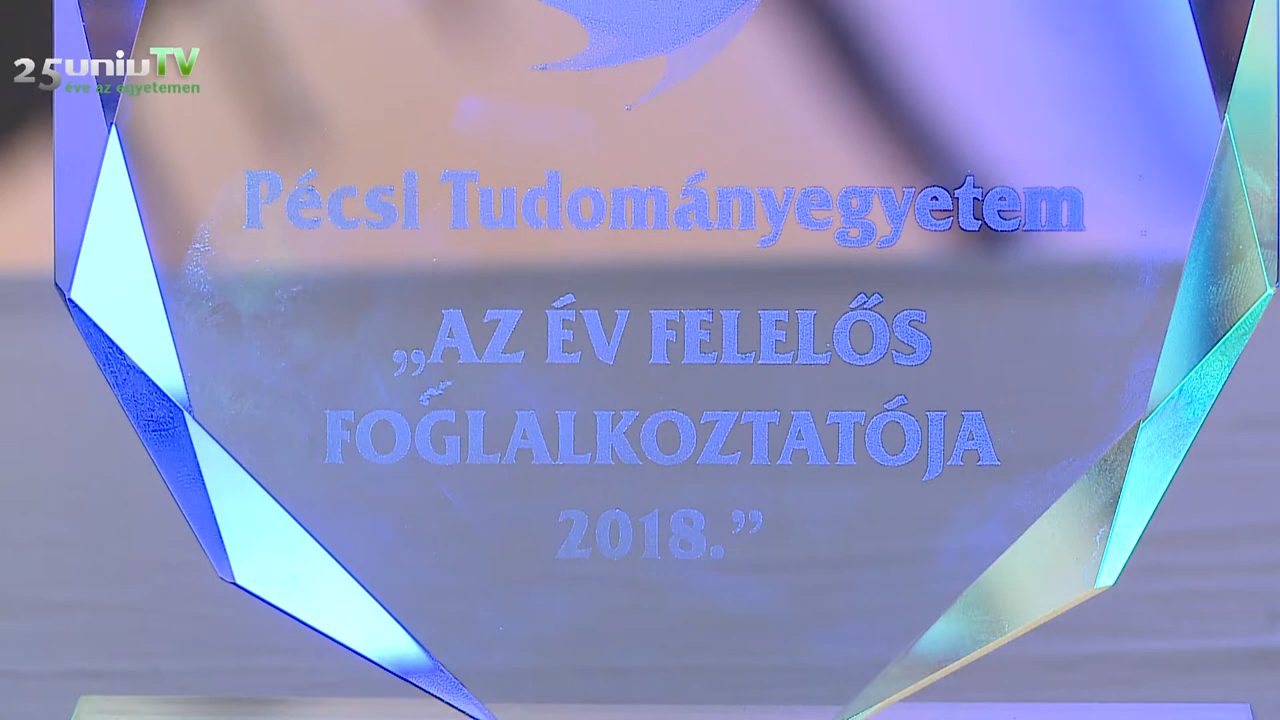 25 uniuTV
éve az egyetemen
Pécsi Tudományegyetem
„AZ ÉV FELELŐS
FOGLALKOZTATÓJA
2018.”